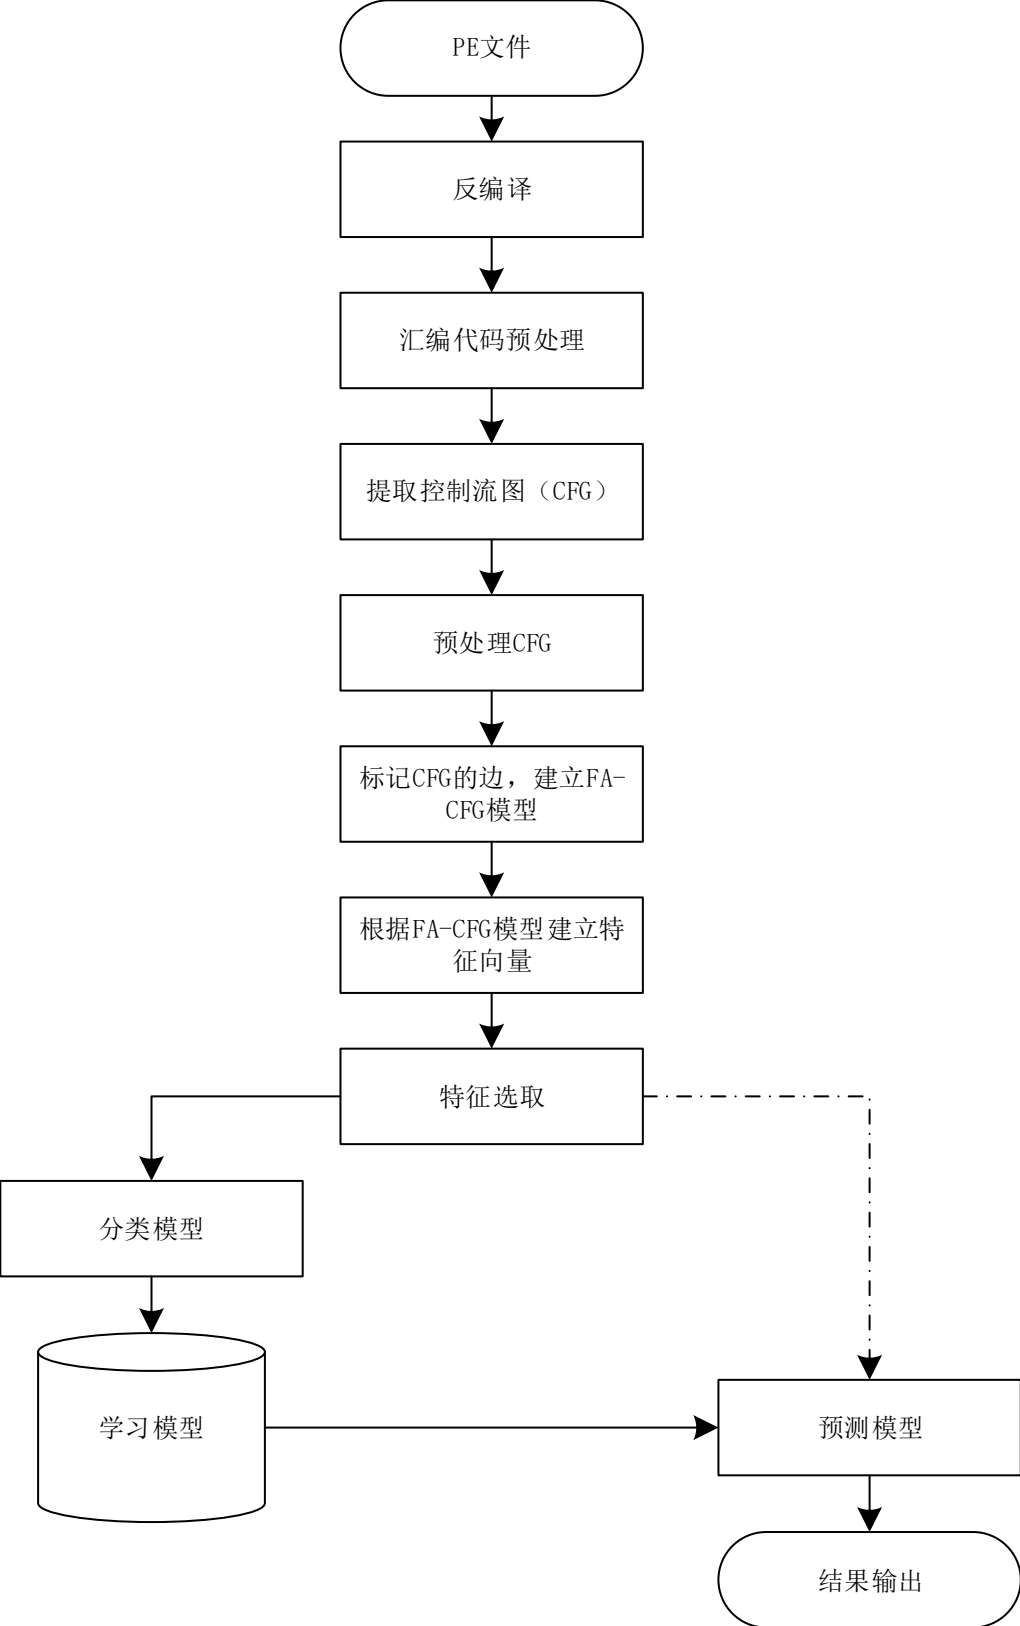 PE文件
反编译
汇编代码预处理
提取控制流图（CFG）
预处理CFG
标记CFG的边，建立FA-
CFG模型
根据FA-CFG模型建立特
征向量
特征选取
分类模型
学习模型
预测模型
结果输出